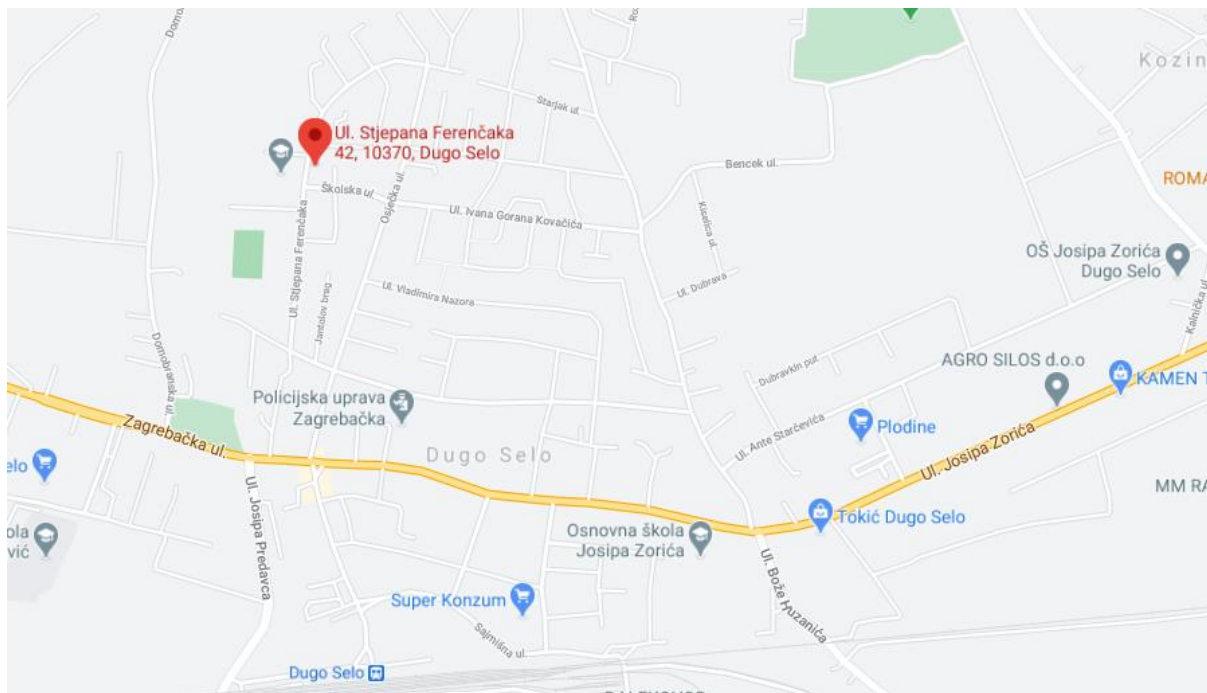 Kozin
Starjak ul.
Ul. Stjepana Ferenčaka
42, 10370, Dugo Selo
Bencek ul.
ROMA
Školska ul.
Osječka ul.
Ul. Ivana Gorana Kovačića
Kiselica ul.
Ul. Stjepana Ferenčaka
OŠ Josipa Zorića
Dugo Selo
Ul. Dubrava
Ul. Vladimira Nazora
Jantolov breg
Kalnička ul.
Domobranska ul.
Dubravkin put
AGRO SILOS d.o.o
KAMEN T
Policijska uprava
Zagrebačka
Zagrebačka ul.
Plodine
Ul. Ante Starčevića
Dugo Selo
Ul. Josipa Zorića
elo
MM RA
Ul. Josipa Predavca
Tokić Dugo Selo
Osnovna škola
Josipa Zorića
ola
vić
Ul. Bože Huzanića
Super Konzum
Sajmišna ul.
Dugo Selo